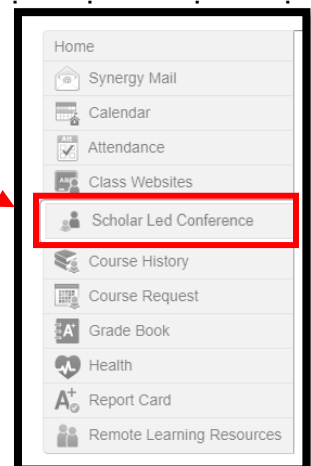 Home
Synergy Mail
Calendar
Attendance
Class Websites
Scholar Led Conference
Course History
Course Request
Grade Book
Health
Report Card
Remote Learning Resources